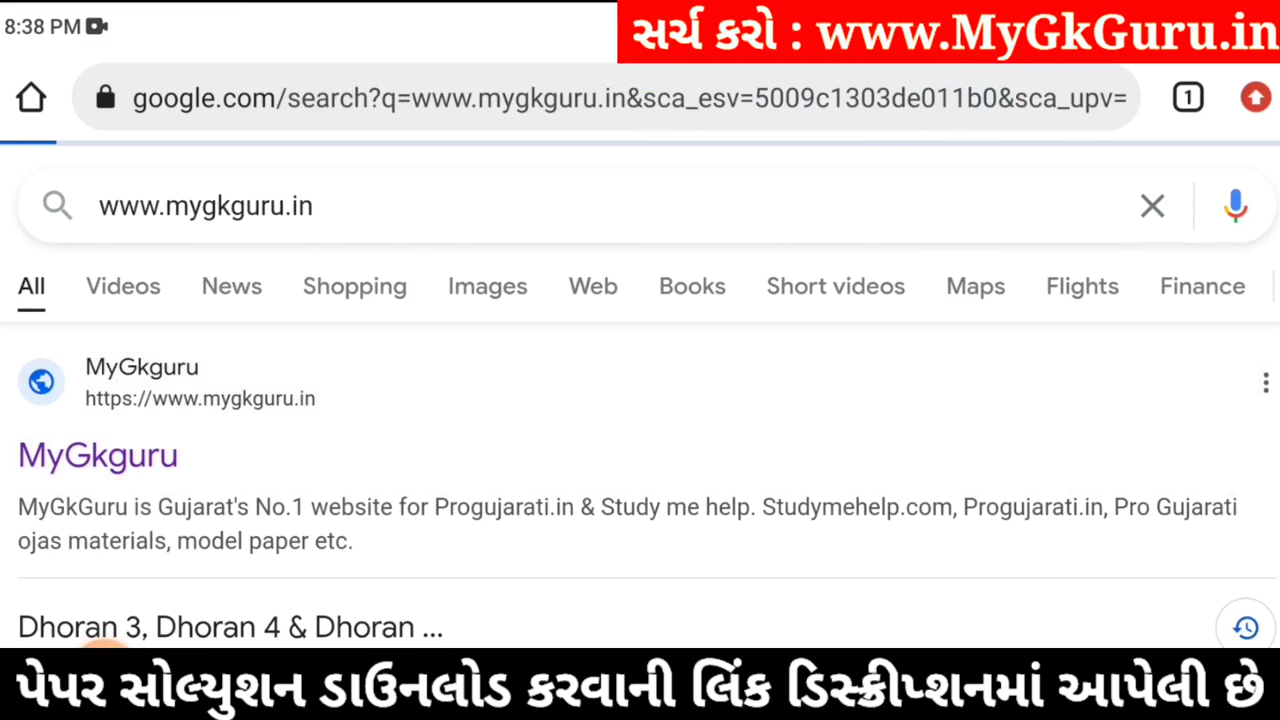 8:38 PM
સર્ચ કરો : www.MyGkGuru.in
google.com/search?q=www.mygkguru.in&sca_esv=5009c1303de011b0&sca_upv=
1
www.mygkguru.in
All Videos News Shopping Images Web Books Short videos Maps Flights Finance
MyGkguru
https://www.mygkguru.in
MyGkguru
MyGkGuru is Gujarat's No.1 website for Progujarati.in & Study me help. Studymehelp.com, Progujarati.in, Pro Gujarati
ojas materials, model paper etc.
Dhoran 3, Dhoran 4 & Dhoran ...
પેપર સોલ્યુશન ડાઉનલોડ કરવાની લિંક ડિસ્ક્રીપ્શનમાં આપેલી છે